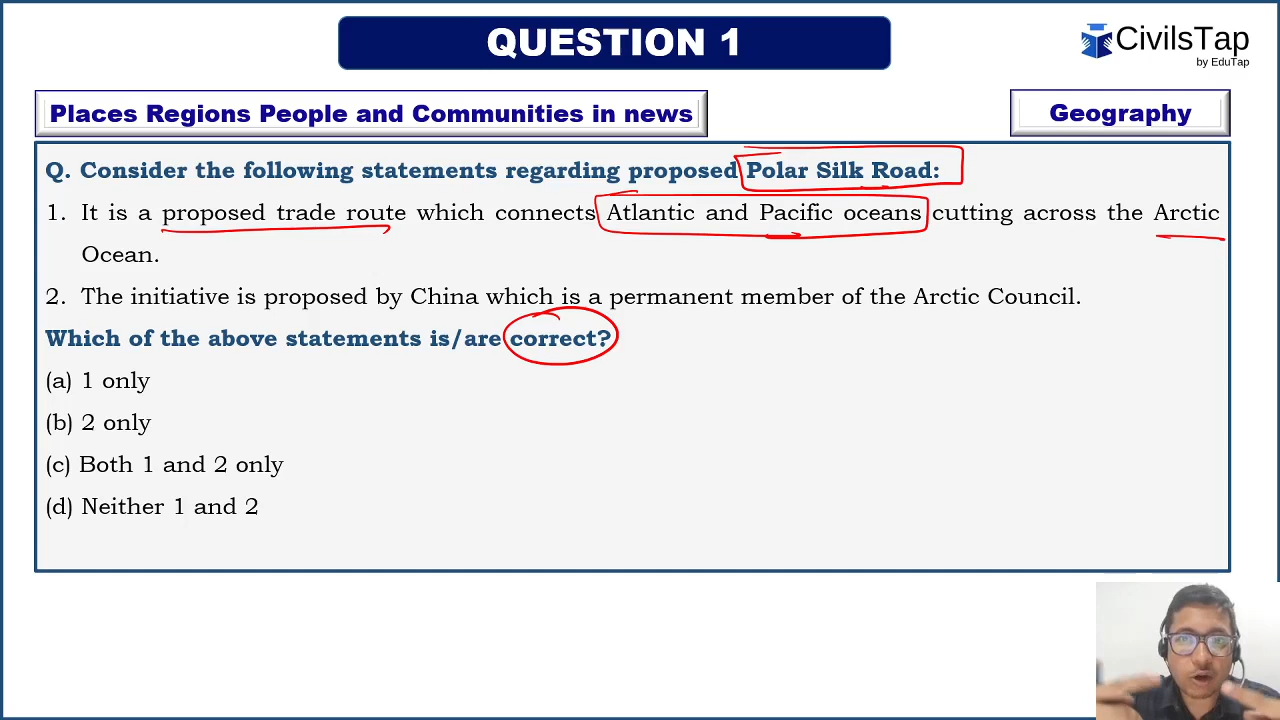 QUESTION 1
CivilsTap
by EduTap
Places Regions People and Communities in news
Geography
Q. Consider the following statements regarding proposed Polar Silk Road:
1. It is a proposed trade route which connects Atlantic and Pacific oceans cutting across the Arctic
Ocean.
2. The initiative is proposed by China which is a permanent member of the Arctic Council.
Which of the above statements is/are correct?
(a) 1 only
(b) 2 only
(c) Both 1 and 2 only
(d) Neither 1 and 2